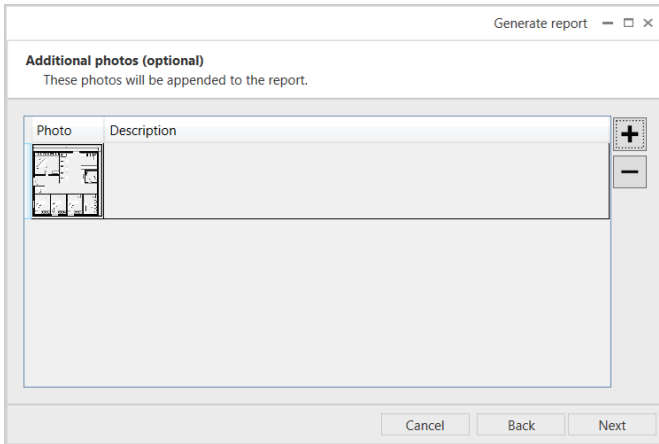 Generate report
Additional photos (optional)
These photos will be appended to the report.
Photo Description
Cancel Back Next